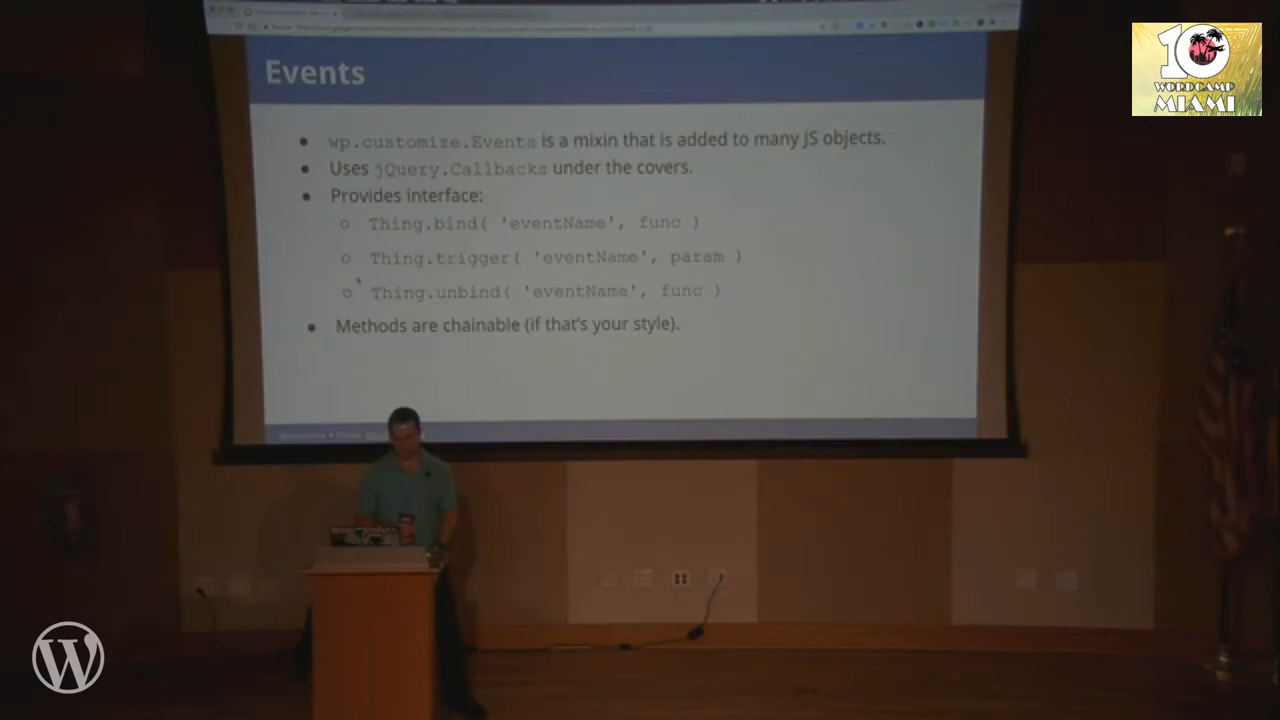 Events
wp.customize.Events is a mixin that is added to many JS objects.
Uses jQuery.Callbacks under the covers.
Provides interface:
Thing.bind( 'eventName', func )
Thing.trigger( 'eventName', param )
Thing.unbind( 'eventName', func )
Methods are chainable (if that's your style).
10
WORDCAMP
MIAMI
W